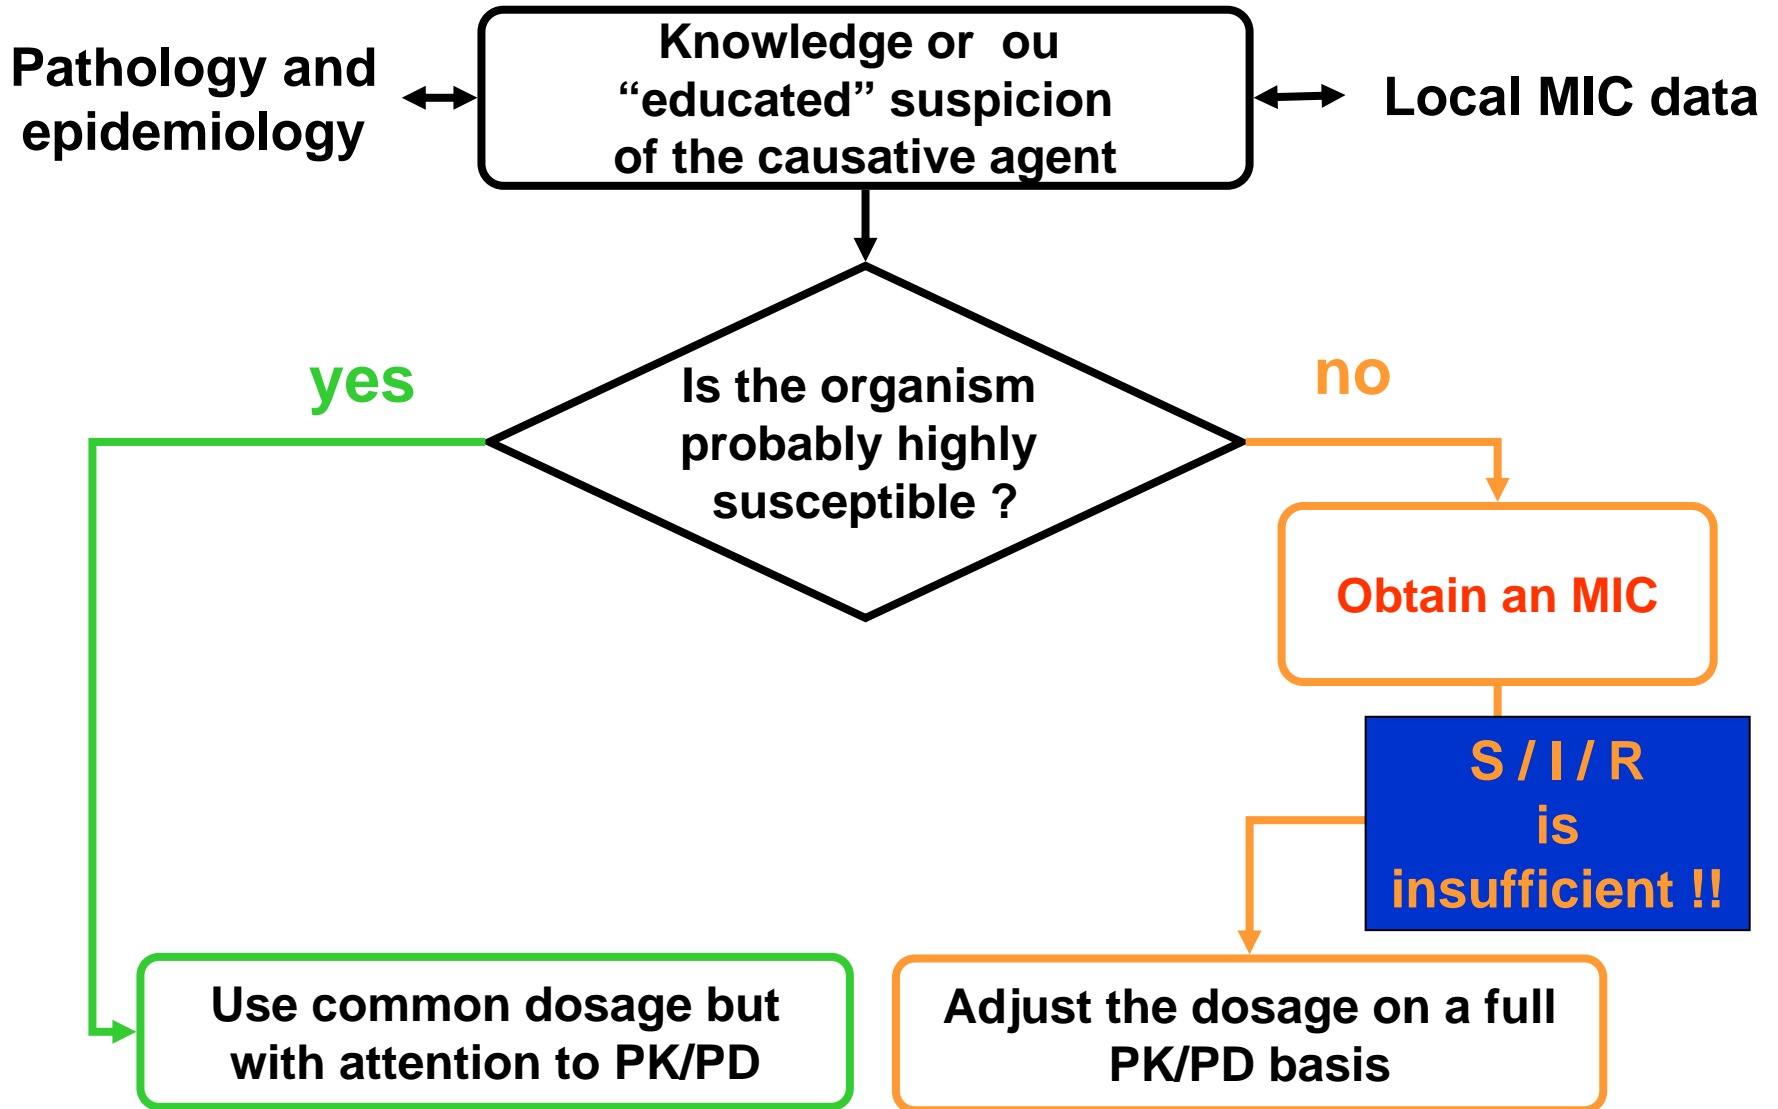 Pathology and
epidemiology
Knowledge or ou
“educated” suspicion
of the causative agent
Local MIC data
yes
Is the organism
probably highly
susceptible ?
no
Obtain an MIC
S / I / R
is
insufficient !!
Use common dosage but
with attention to PK/PD
Adjust the dosage on a full
PK/PD basis